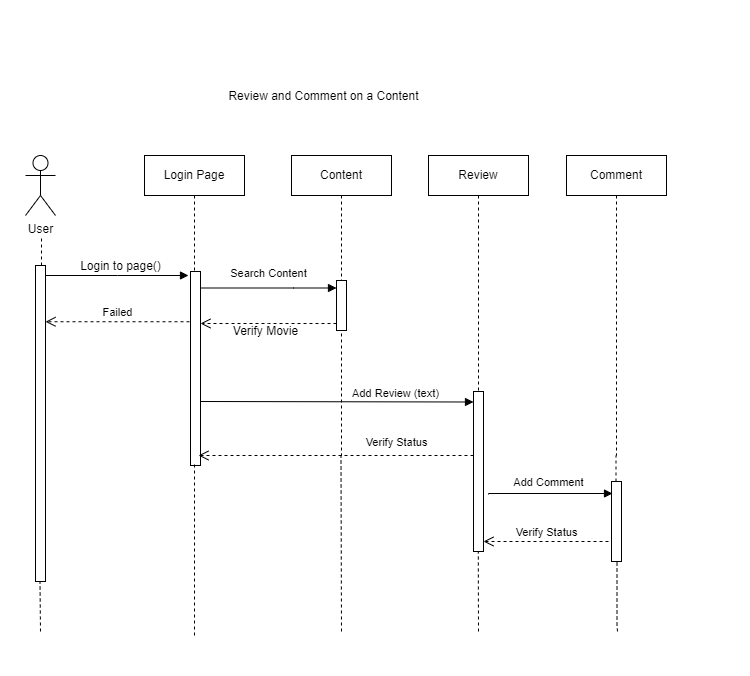 Review and Comment on a Content
Login Page
Content
Review
Comment
User
Login to page()
Search Content
Failed
Verify Movie
Add Review (text)
Verify Status
Add Comment
Verify Status